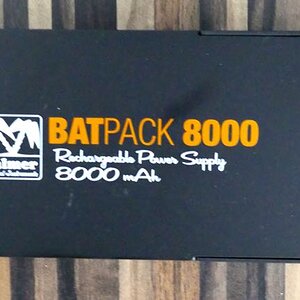 BATPACK 8000
Rechargeable Power Supply
8000 mAh